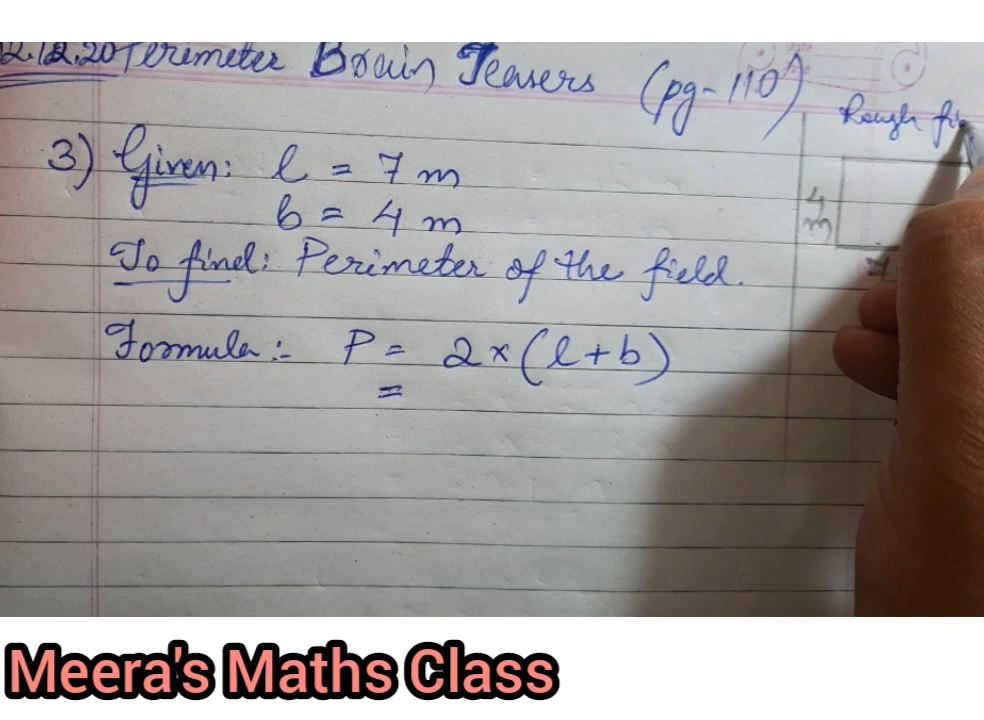 2.12.20 Perimeter Brain Teasers (pg-110)
Rough fig
3) Given: l = 7 m
b = 4 m
4
m
7
To find: Perimeter of the field.
Formula:- P = 2 × (l + b)
=
Meera's Maths Class